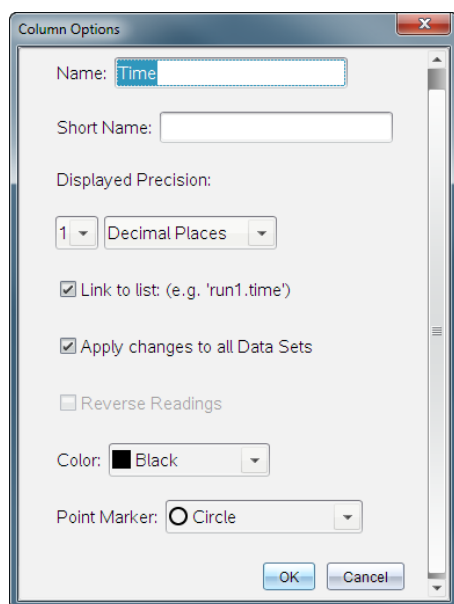 Column Options
Name: Time
Short Name:
Displayed Precision:
1 Decimal Places
Link to list: (e.g. 'run1.time')
Apply changes to all Data Sets
Reverse Readings
Color: Black
Point Marker: Circle
OK Cancel